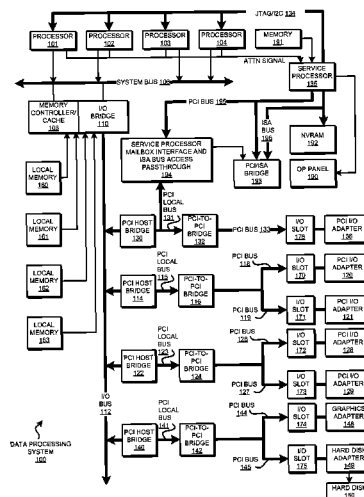 JTAG/I2C 134
PROCESSOR 101
PROCESSOR 102
PROCESSOR 103
PROCESSOR 104
MEMORY 191
ATTN SIGNAL
SERVICE PROCESSOR 135
SYSTEM BUS 106
MEMORY CONTROLLER/ CACHE 108
I/O BRIDGE 110
PCI BUS 195
ISA BUS 196
NVRAM 192
OP PANEL 190
SERVICE PROCESSOR MAILBOX INTERFACE AND ISA BUS ACCESS PASSTHROUGH 194
PCI/ISA BRIDGE 193
LOCAL MEMORY 160
LOCAL MEMORY 161
LOCAL MEMORY 162
LOCAL MEMORY 163
PCI LOCAL BUS 131
PCI HOST BRIDGE 130
PCI-TO-PCI BRIDGE 132
PCI BUS 133
I/O SLOT 176
PCI I/O ADAPTER
PCI LOCAL BUS 115
PCI HOST BRIDGE 114
PCI-TO-PCI BRIDGE 116
PCI BUS 118
I/O SLOT 170
PCI I/O ADAPTER 120
PCI BUS 119
I/O SLOT 171
PCI I/O ADAPTER 121
PCI LOCAL BUS 123
PCI HOST BRIDGE 122
PCI-TO-PCI BRIDGE 124
PCI BUS 126
I/O SLOT 172
PCI I/O ADAPTER 128
PCI BUS 127
I/O SLOT 173
PCI I/O ADAPTER 129
I/O BUS 112
PCI LOCAL BUS 141
PCI HOST BRIDGE 140
PCI-TO-PCI BRIDGE 142
PCI BUS 144
I/O SLOT 174
GRAPHICS ADAPTER 148
PCI BUS 145
I/O SLOT 175
HARD DISK ADAPTER 149
HARD DISK 150
DATA PROCESSING SYSTEM 100